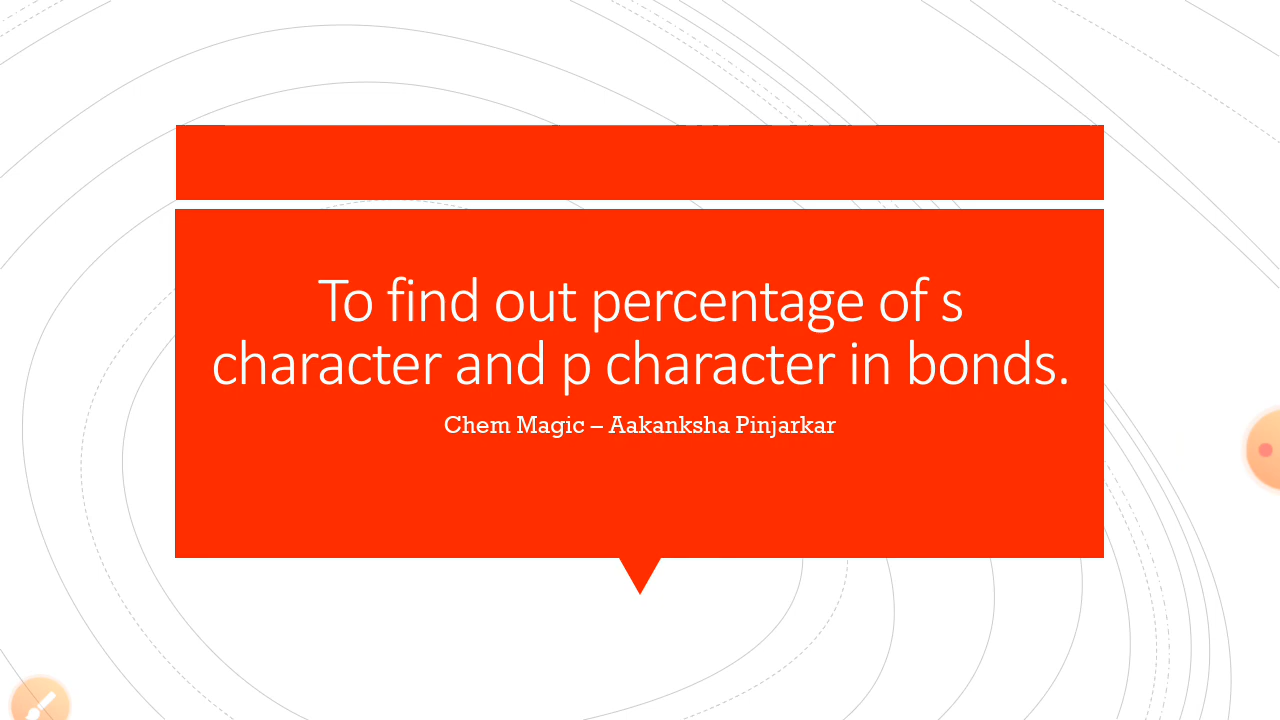 To find out percentage of s
character and p character in bonds.
Chem Magic – Aakanksha Pinjarkar